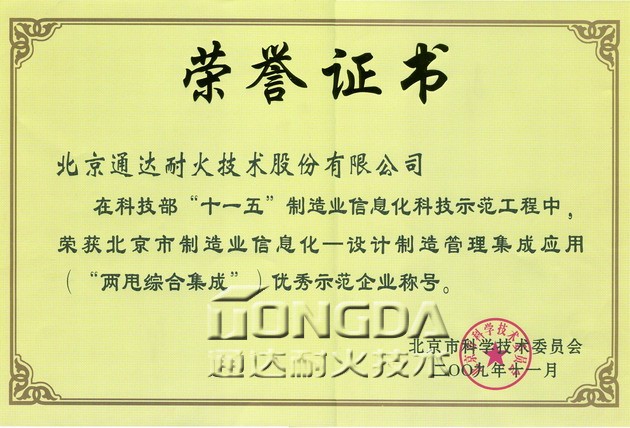 荣誉证书
北京通达耐火技术股份有限公司
在科技部“十一五”制造业信息化科技示范工程中，
荣获北京市制造业信息化—设计制造管理集成应用
（“两甩综合集成”）优秀示范企业称号。
TONGDA
通达耐火技术
北京市科学技术委员会
二〇〇九年十一月